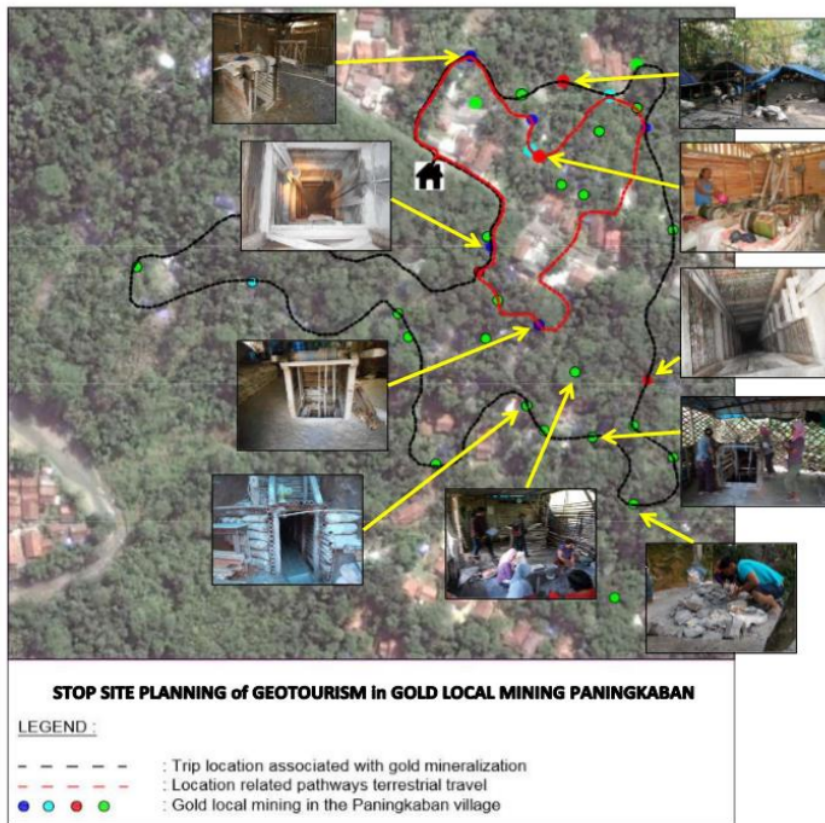 STOP SITE PLANNING of GEOTOURISM in GOLD LOCAL MINING PANINGKABAN
LEGEND :
: Trip location associated with gold mineralization
: Location related pathways terrestrial travel
: Gold local mining in the Paningkaban village